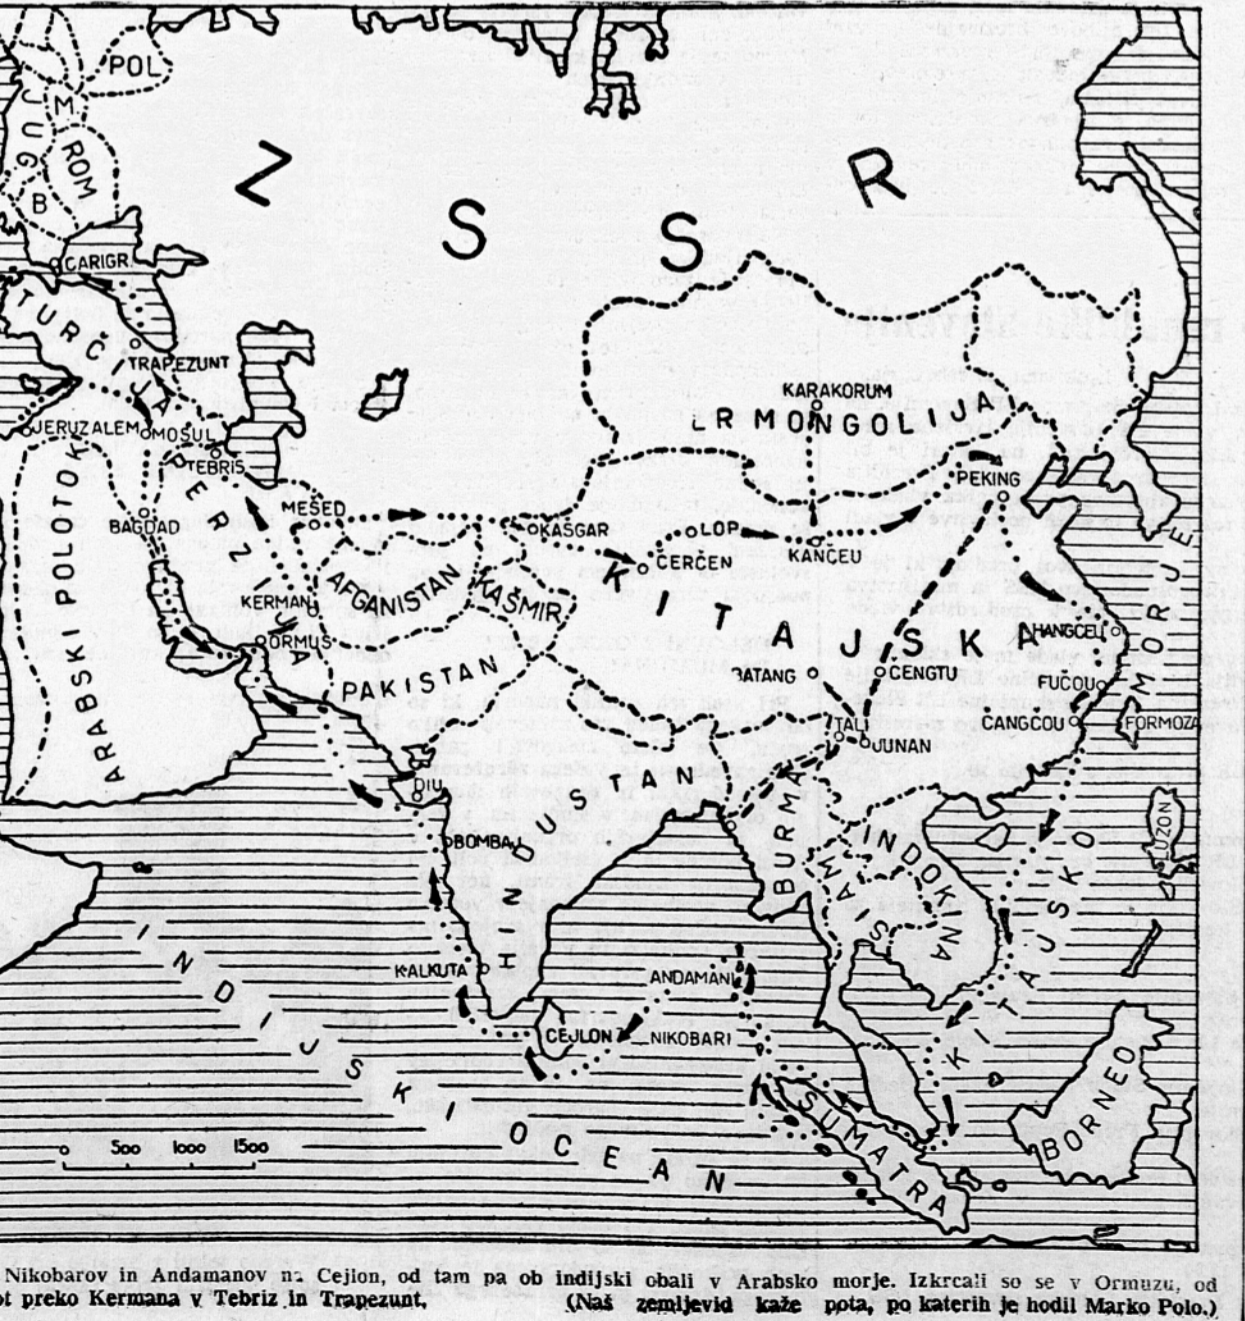 POL
M
JUG
ROM
B
Z S S R
CARIGR.
TURČIJA
TRAPEZUNT
KARAKORUM
MONGOLIJA
JERUZALEM
MOSUL
TEBRIS
PERZIJA
PEKING
MEŠED
BAGDAD
KAŠGAR
LOP
KANČEU
ČERČEN
ARABSKI POLOTOK
AFGANISTAN
KAŠMIR
KERMAN
ORMUS
KITAJSKA
HANGCEU
PAKISTAN
BATANG
ČENGTU
FUČOU
CANGCOU
FORMOZA
MORJE
TALI
JUNAN
DIU
HINDUSTAN
BURMA
INDOKINA
SIAM
LUZON
BOMBAJ
KITAJSKO
KALKUTA
ANDAMANI
CEJLON
NIKOBARI
INDIJSKI OCEAN
SUMATRA
BORNEO
0 500 1000 1500
Nikobarov in Andamanov na Cejlon, od tam pa ob indijski obali v Arabsko morje. Izkrcali so se v Ormuzu, od
preko Kermana v Tebriz in Trapezunt. (Naš zemljevid kaže pota, po katerih je hodil Marko Polo.)